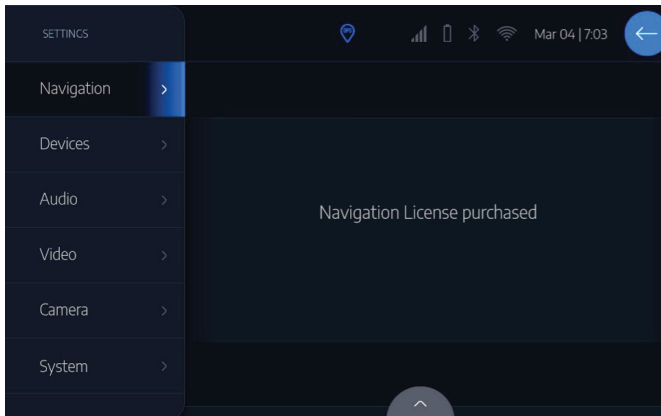 SETTINGS
Mar 04 | 7:03
Navigation
Devices
Audio
Video
Camera
System
Navigation License purchased